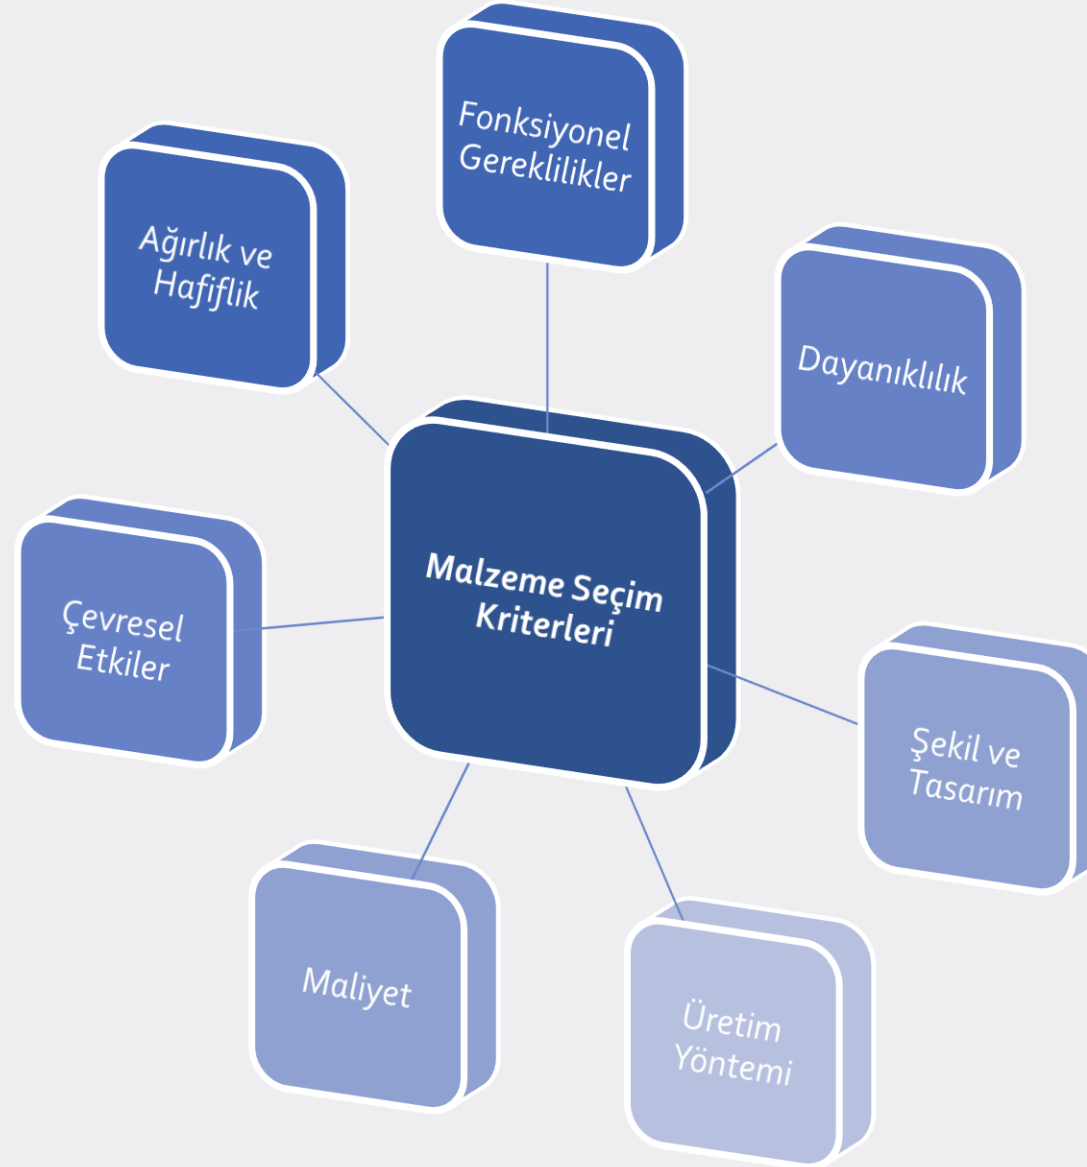 Fonksiyonel
Gereklilikler
Ağırlık ve
Hafiflik
Dayanıklılık
Malzeme Seçim
Kriterleri
Çevresel
Etkiler
Şekil ve
Tasarım
Maliyet
Üretim
Yöntemi